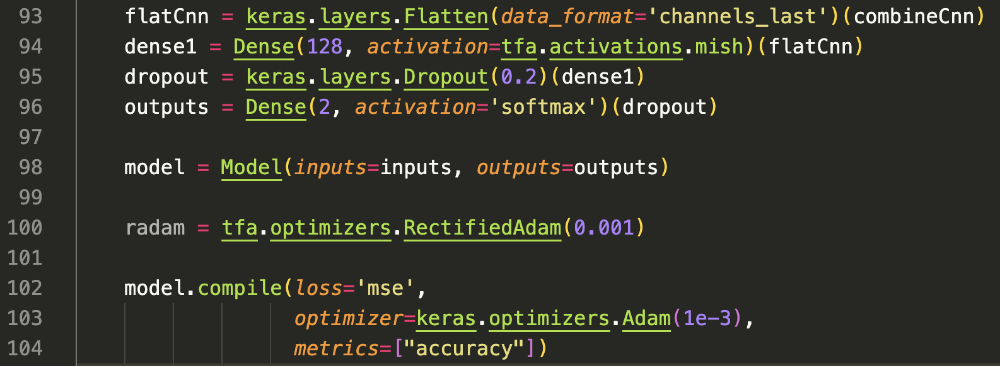 93 flatCnn = keras.layers.Flatten(data_format='channels_last')(combineCnn)
94 dense1 = Dense(128, activation=tfa.activations.mish)(flatCnn)
95 dropout = keras.layers.Dropout(0.2)(dense1)
96 outputs = Dense(2, activation='softmax')(dropout)
97
98 model = Model(inputs=inputs, outputs=outputs)
99
100 radam = tfa.optimizers.RectifiedAdam(0.001)
101
102 model.compile(loss='mse',
103 optimizer=keras.optimizers.Adam(1e-3),
104 metrics=["accuracy"])